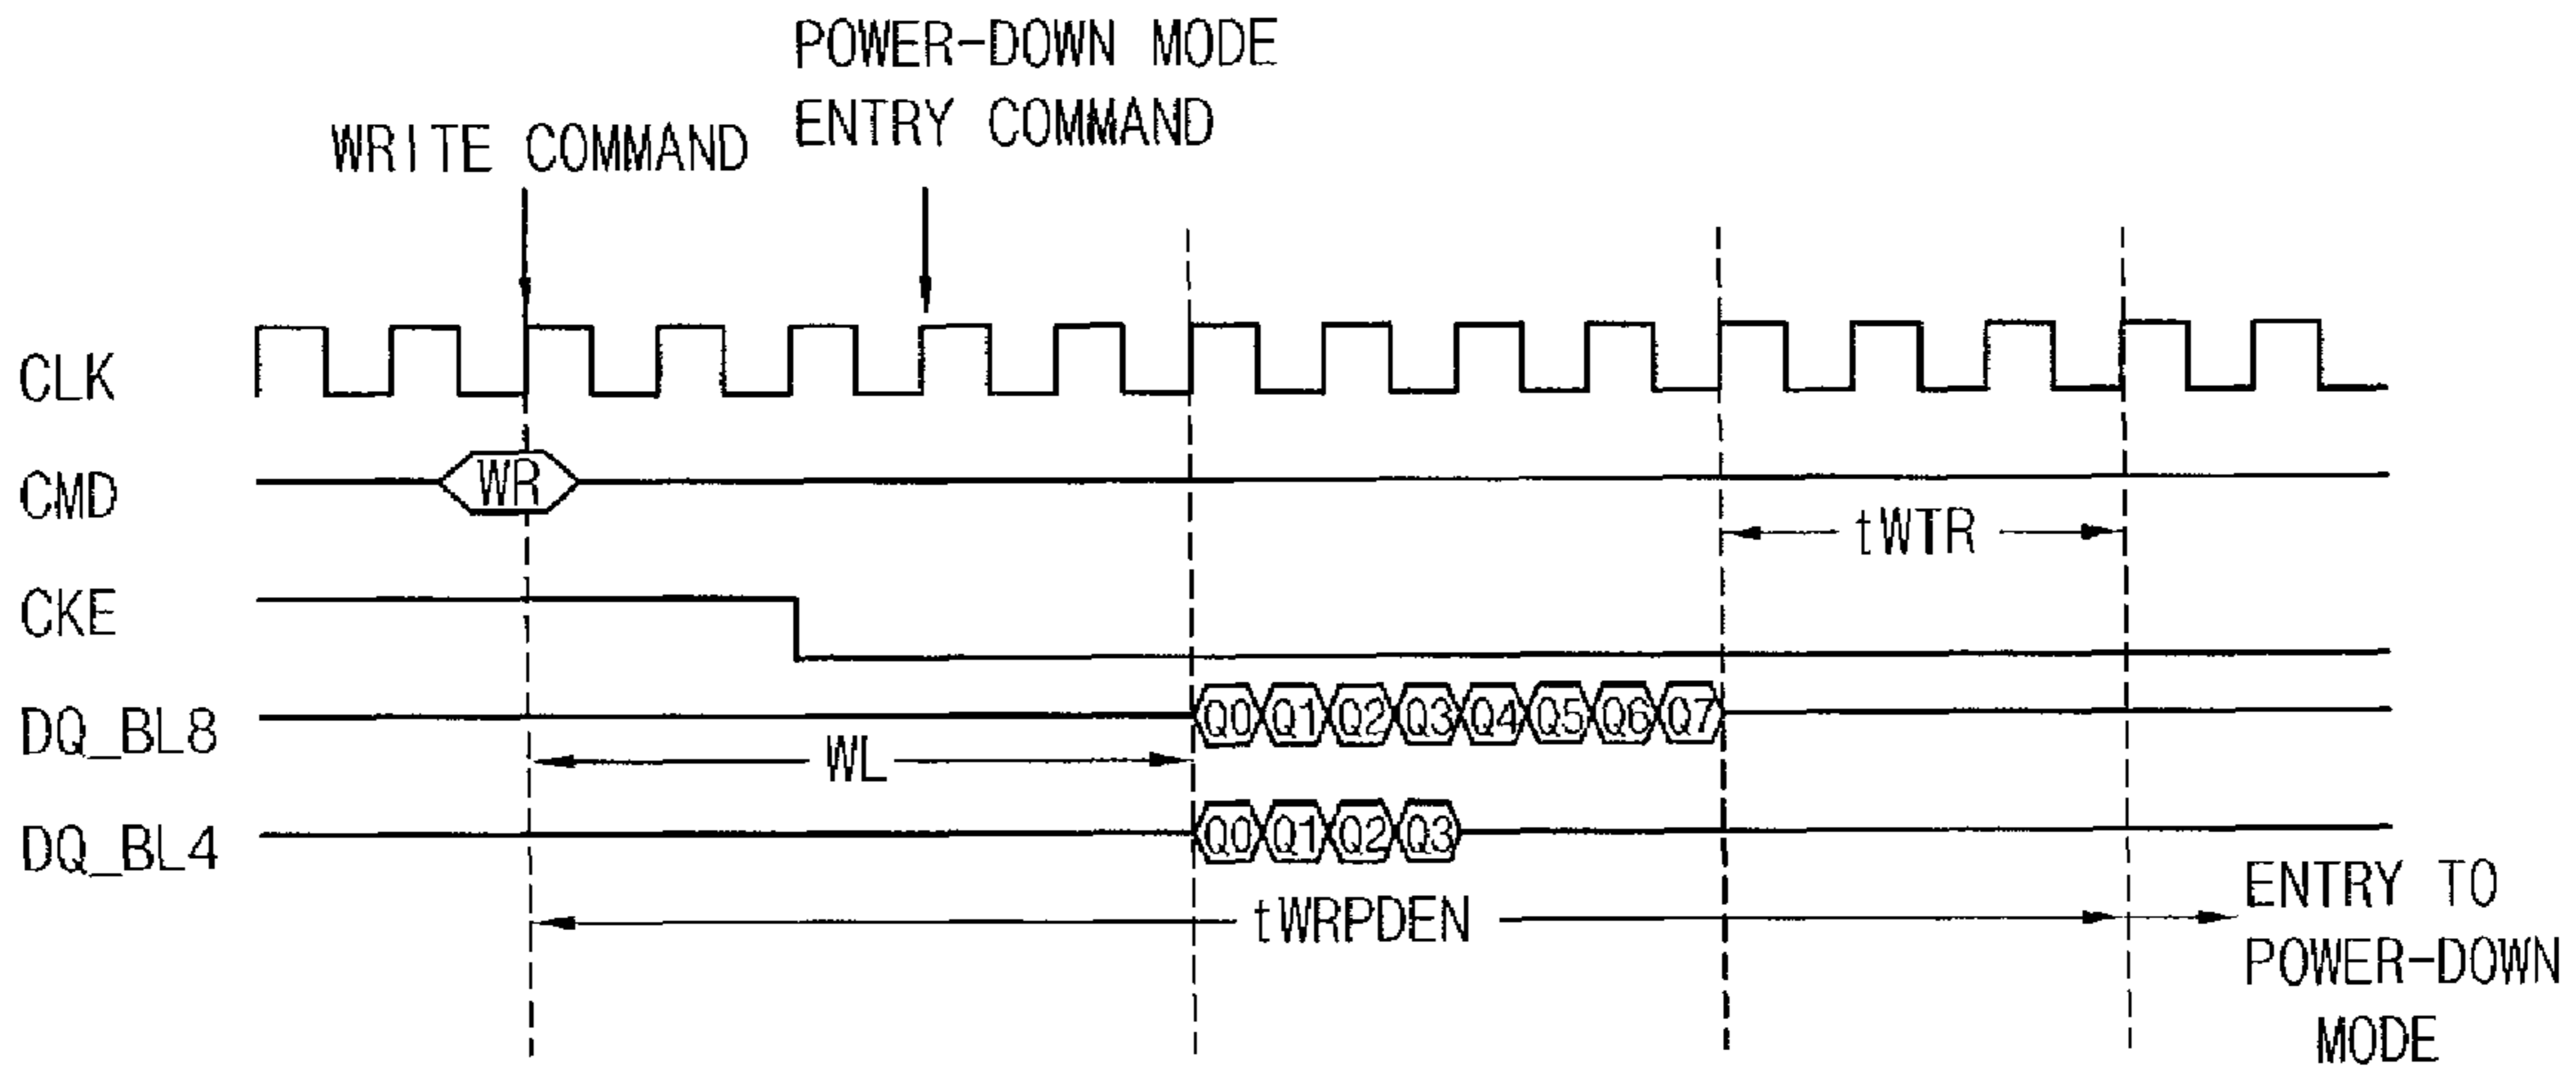 POWER-DOWN MODE
ENTRY COMMAND
WRITE COMMAND
CLK
CMD
WR
tWTR
CKE
DQ_BL8
Q0 Q1 Q2 Q3 Q4 Q5 Q6 Q7
WL
DQ_BL4
Q0 Q1 Q2 Q3
tWRPDEN
ENTRY TO
POWER-DOWN
MODE